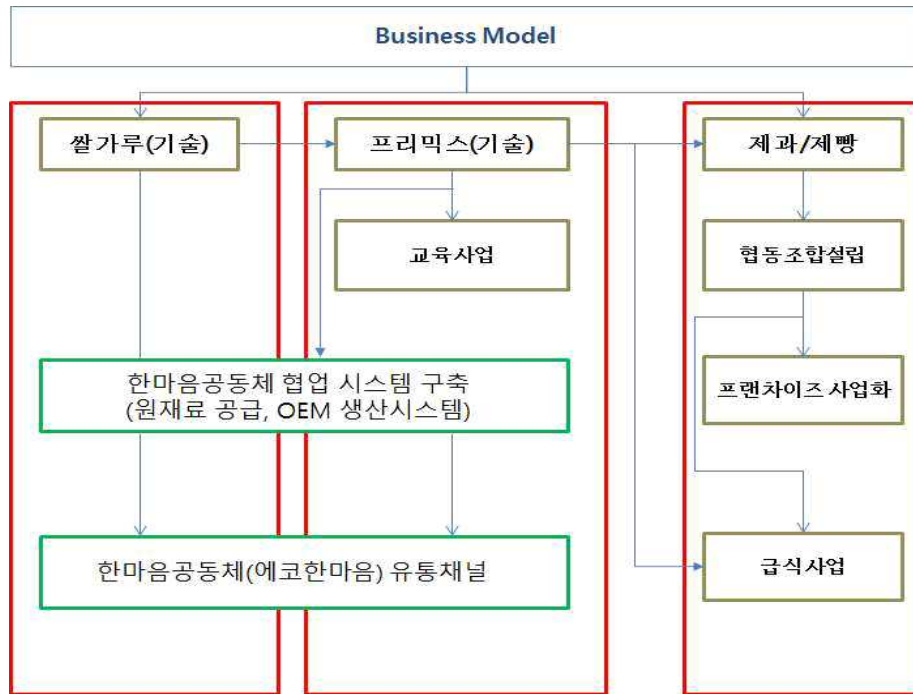 Business Model
쌀가루(기술)
프리믹스(기술)
제과/제빵
교육사업
협동조합설립
한마음공동체 협업 시스템 구축
(원재료 공급, OEM 생산시스템)
프랜차이즈 사업화
한마음공동체(에코한마음) 유통채널
급식사업